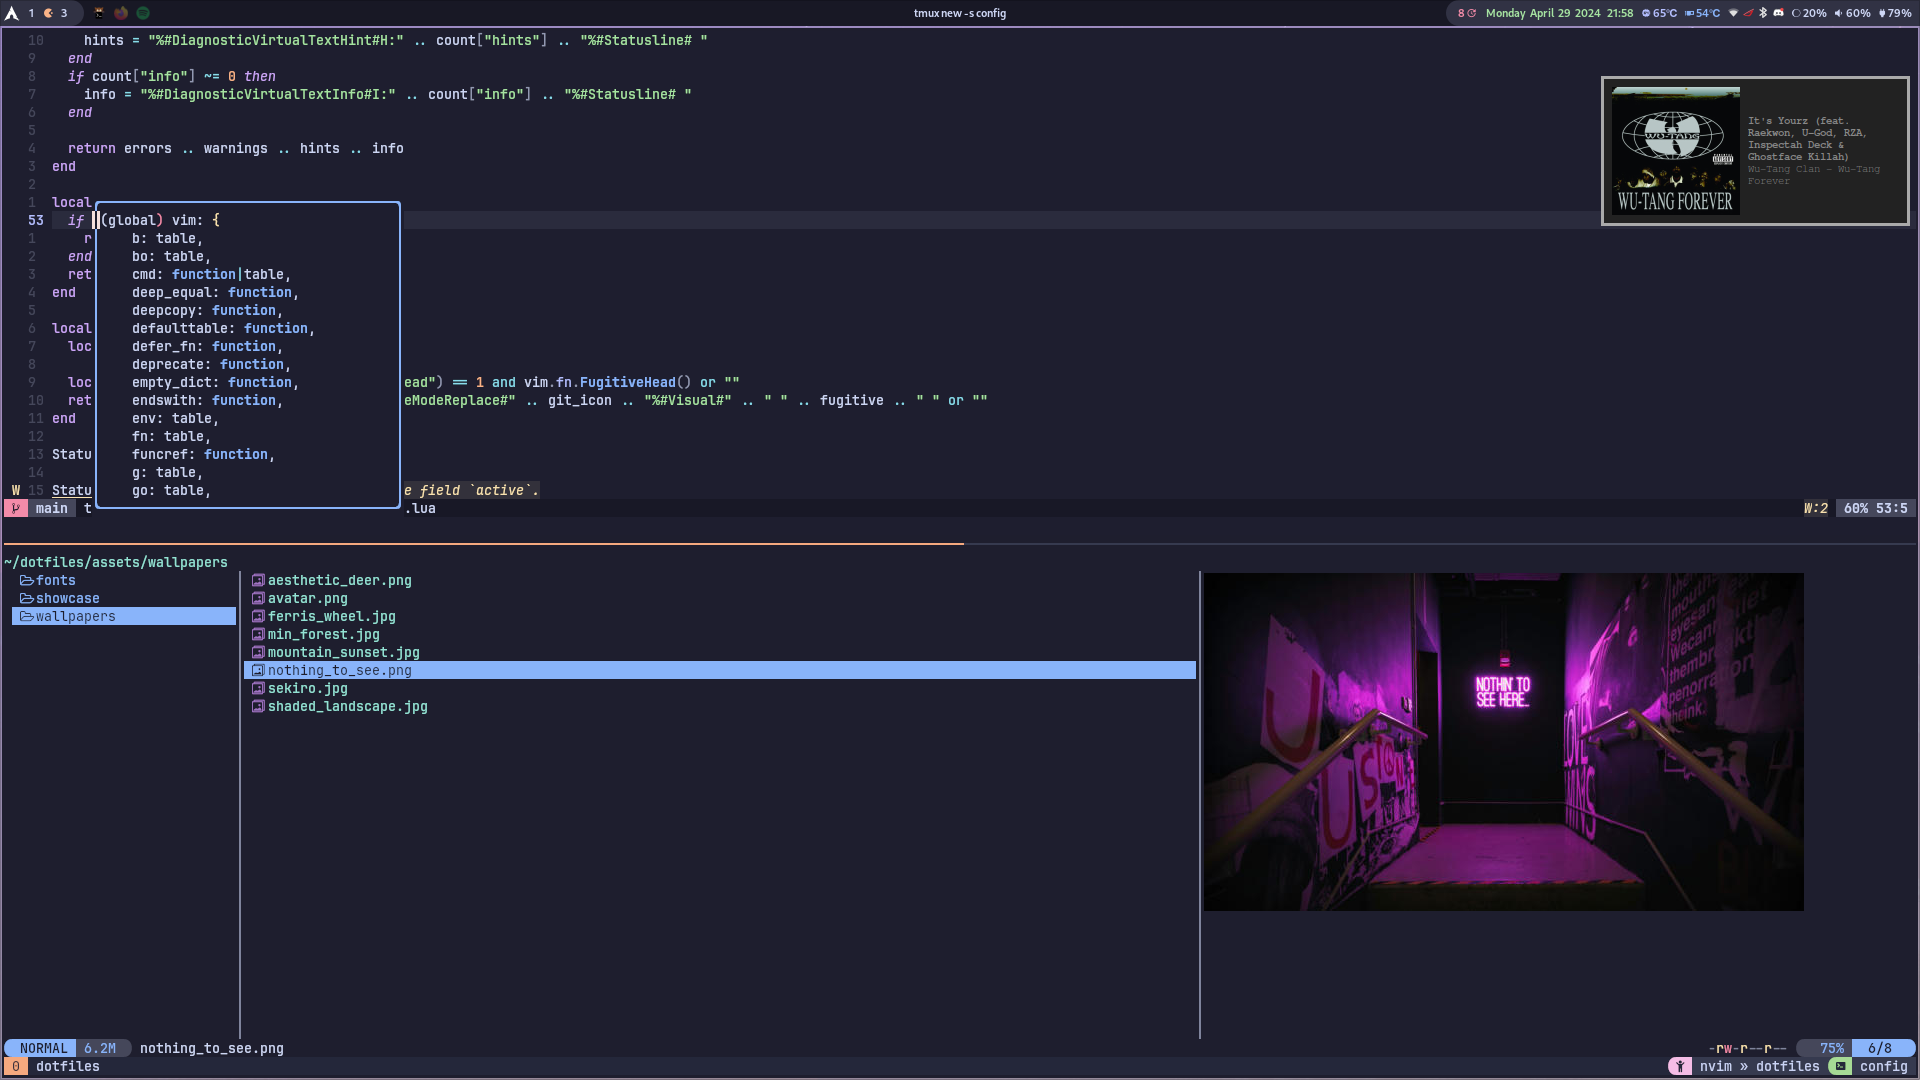 1 3 tmux new -s config 8 Monday April 29 2024 21:58 65°C 54°C 20% 60% 79%
10 hints = "%#DiagnosticVirtualTextHint#H:" .. count["hints"] .. "%#Statusline# "
9 end
8 if count["info"] ~= 0 then
7 info = "%#DiagnosticVirtualTextInfo#I:" .. count["info"] .. "%#Statusline# "
6 end
5
4 return errors .. warnings .. hints .. info
3 end
2
1 local
53 if (global) vim: {
1 r b: table,
2 end bo: table,
3 ret cmd: function|table,
4 end deep_equal: function,
5 deepcopy: function,
6 local defaulttable: function,
7 loc defer_fn: function,
8 deprecate: function,
9 loc empty_dict: function, ead") == 1 and vim.fn.FugitiveHead() or ""
10 ret endswith: function, eModeReplace#" .. git_icon .. "%#Visual#" .. " " .. fugitive .. " " or ""
11 end env: table,
12 fn: table,
13 Statu funcref: function,
14 g: table,
W 15 Statu go: table, e field `active`.
main t .lua W:2 60% 53:5
It's Yourz (feat.
Raekwon, U-God, RZA,
Inspectah Deck &
Ghostface Killah)
Wu-Tang Clan - Wu-Tang
Forever
WU-TANG
WU-TANG FOREVER
~/dotfiles/assets/wallpapers
fonts
showcase
wallpapers
aesthetic_deer.png
avatar.png
ferris_wheel.jpg
min_forest.jpg
mountain_sunset.jpg
nothing_to_see.png
sekiro.jpg
shaded_landscape.jpg
NOTHIN' TO
SEE HERE...
NORMAL 6.2M nothing_to_see.png -rw-r--r-- 75% 6/8
0 dotfiles nvim » dotfiles config